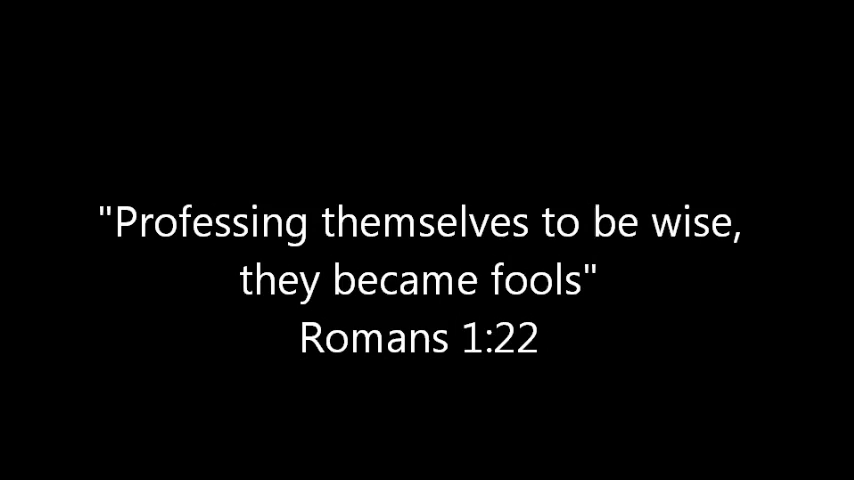 "Professing themselves to be wise,
they became fools"
Romans 1:22